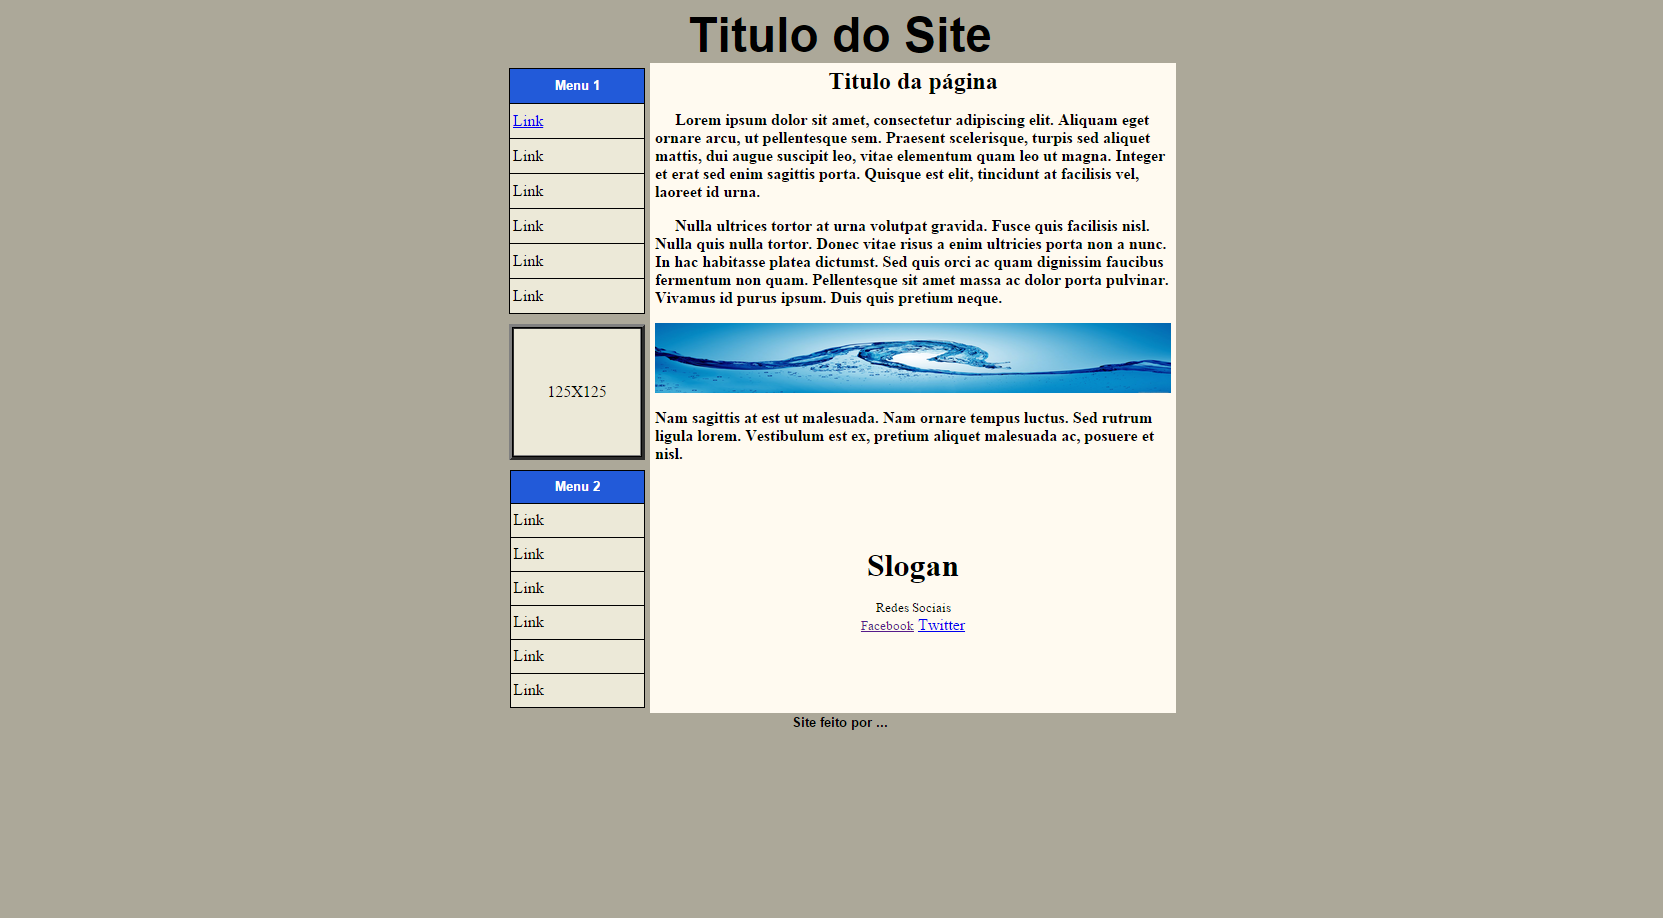 Titulo do Site
Menu 1
Link
Link
Link
Link
Link
Link
125X125
Menu 2
Link
Link
Link
Link
Link
Link
Titulo da página
Lorem ipsum dolor sit amet, consectetur adipiscing elit. Aliquam eget
ornare arcu, ut pellentesque sem. Praesent scelerisque, turpis sed aliquet
mattis, dui augue suscipit leo, vitae elementum quam leo ut magna. Integer
et erat sed enim sagittis porta. Quisque est elit, tincidunt at facilisis vel,
laoreet id urna.
Nulla ultrices tortor at urna volutpat gravida. Fusce quis facilisis nisl.
Nulla quis nulla tortor. Donec vitae risus a enim ultricies porta non a nunc.
In hac habitasse platea dictumst. Sed quis orci ac quam dignissim faucibus
fermentum non quam. Pellentesque sit amet massa ac dolor porta pulvinar.
Vivamus id purus ipsum. Duis quis pretium neque.
Nam sagittis at est ut malesuada. Nam ornare tempus luctus. Sed rutrum
ligula lorem. Vestibulum est ex, pretium aliquet malesuada ac, posuere et
nisl.
Slogan
Redes Sociais
Facebook Twitter
Site feito por ...